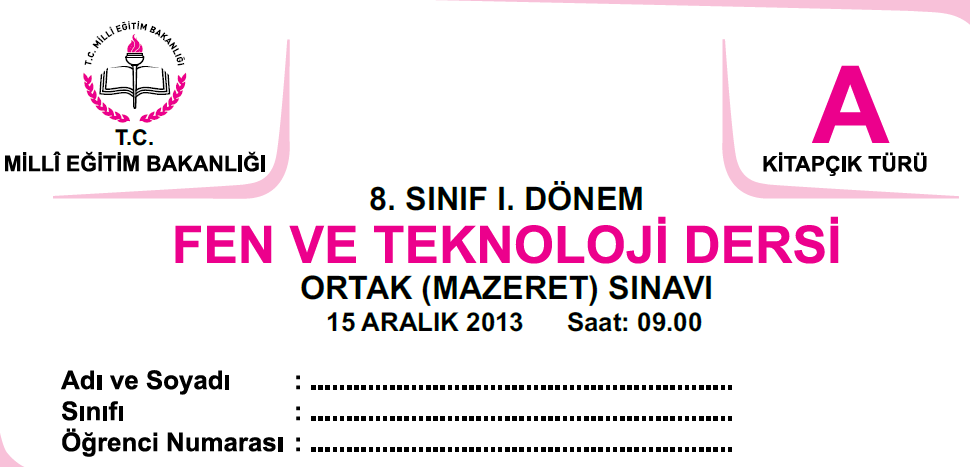 T.C. MİLLİ EĞİTİM BAKANLIĞI
T.C.
MİLLÎ EĞİTİM BAKANLIĞI
A
KİTAPÇIK TÜRÜ
8. SINIF I. DÖNEM
FEN VE TEKNOLOJİ DERSİ
ORTAK (MAZERET) SINAVI
15 ARALIK 2013 Saat: 09.00
Adı ve Soyadı : ..........................................................
Sınıfı : ..........................................................
Öğrenci Numarası : ..........................................................